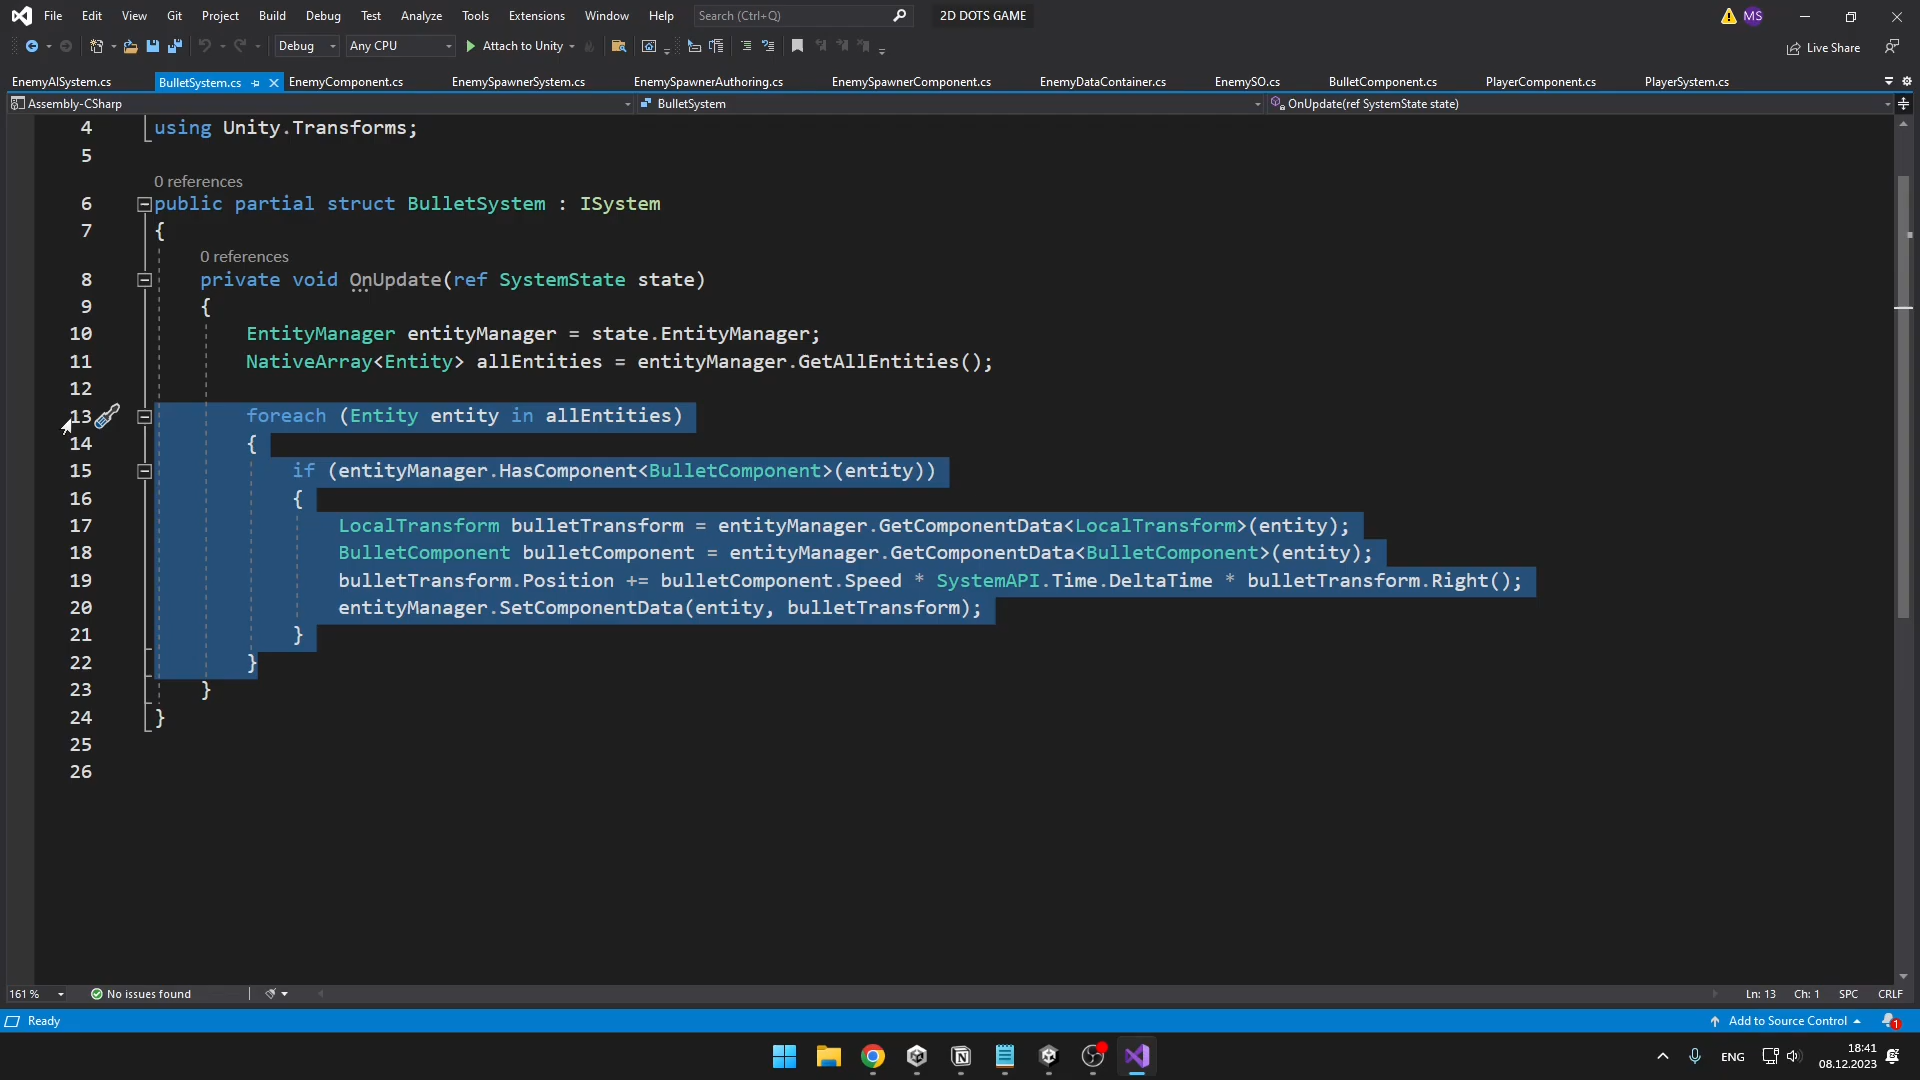 File Edit View Git Project Build Debug Test Analyze Tools Extensions Window Help Search (Ctrl+Q) 2D DOTS GAME MS
Debug Any CPU Attach to Unity Live Share
EnemyAISystem.cs BulletSystem.cs EnemyComponent.cs EnemySpawnerSystem.cs EnemySpawnerAuthoring.cs EnemySpawnerComponent.cs EnemyDataContainer.cs EnemySO.cs BulletComponent.cs PlayerComponent.cs PlayerSystem.cs
Assembly-CSharp BulletSystem OnUpdate(ref SystemState state)
4 using Unity.Transforms;
5
0 references
6 public partial struct BulletSystem : ISystem
7 {
0 references
8 private void OnUpdate(ref SystemState state)
9 {
10 EntityManager entityManager = state.EntityManager;
11 NativeArray<Entity> allEntities = entityManager.GetAllEntities();
12
13 foreach (Entity entity in allEntities)
14 {
15 if (entityManager.HasComponent<BulletComponent>(entity))
16 {
17 LocalTransform bulletTransform = entityManager.GetComponentData<LocalTransform>(entity);
18 BulletComponent bulletComponent = entityManager.GetComponentData<BulletComponent>(entity);
19 bulletTransform.Position += bulletComponent.Speed * SystemAPI.Time.DeltaTime * bulletTransform.Right();
20 entityManager.SetComponentData(entity, bulletTransform);
21 }
22 }
23 }
24 }
25
26
161 % No issues found Ln: 13 Ch: 1 SPC CRLF
Ready Add to Source Control 1
ENG 18:41
08.12.2023